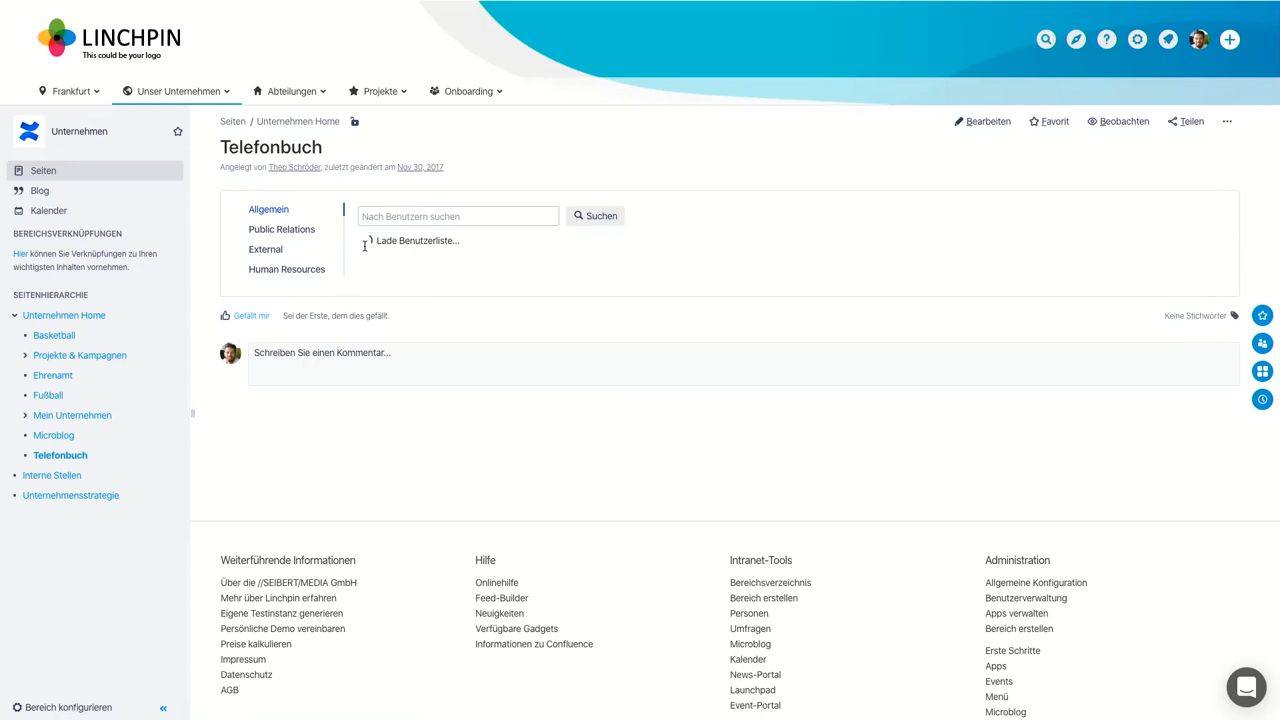 LINCHPIN
This could be your logo
Frankfurt
Unser Unternehmen
Abteilungen
Projekte
Onboarding
Unternehmen
Seiten
Blog
Kalender
BEREICHSVERKNÜPFUNGEN
Hier können Sie Verknüpfungen zu Ihren
wichtigsten Inhalten vornehmen.
SEITENHIERARCHIE
Unternehmen Home
Basketball
Projekte & Kampagnen
Ehrenamt
Fußball
Mein Unternehmen
Microblog
Telefonbuch
Interne Stellen
Unternehmensstrategie
Bereich konfigurieren
Seiten / Unternehmen Home
Bearbeiten
Favorit
Beobachten
Teilen
Telefonbuch
Angelegt von Theo Schröder, zuletzt geändert am Nov 30, 2017
Allgemein
Public Relations
External
Human Resources
Nach Benutzern suchen
Suchen
Lade Benutzerliste...
Gefällt mir
Sei der Erste, dem dies gefällt.
Keine Stichwörter
Schreiben Sie einen Kommentar...
Weiterführende Informationen
Über die //SEIBERT/MEDIA GmbH
Mehr über Linchpin erfahren
Eigene Testinstanz generieren
Persönliche Demo vereinbaren
Preise kalkulieren
Impressum
Datenschutz
AGB
Hilfe
Onlinehilfe
Feed-Builder
Neuigkeiten
Verfügbare Gadgets
Informationen zu Confluence
Intranet-Tools
Bereichsverzeichnis
Bereich erstellen
Personen
Umfragen
Microblog
Kalender
News-Portal
Launchpad
Event-Portal
Administration
Allgemeine Konfiguration
Benutzerverwaltung
Apps verwalten
Bereich erstellen
Erste Schritte
Apps
Events
Menü
Microblog